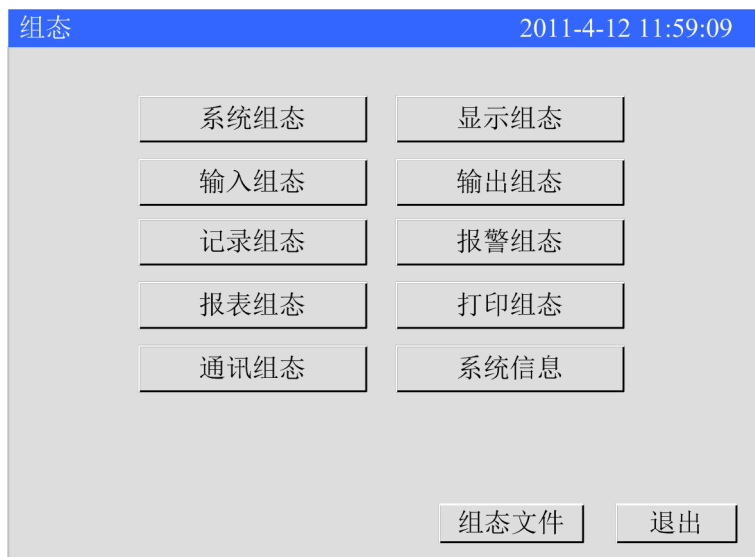 组态 2011-4-12 11:59:09
系统组态 显示组态
输入组态 输出组态
记录组态 报警组态
报表组态 打印组态
通讯组态 系统信息
组态文件 退出